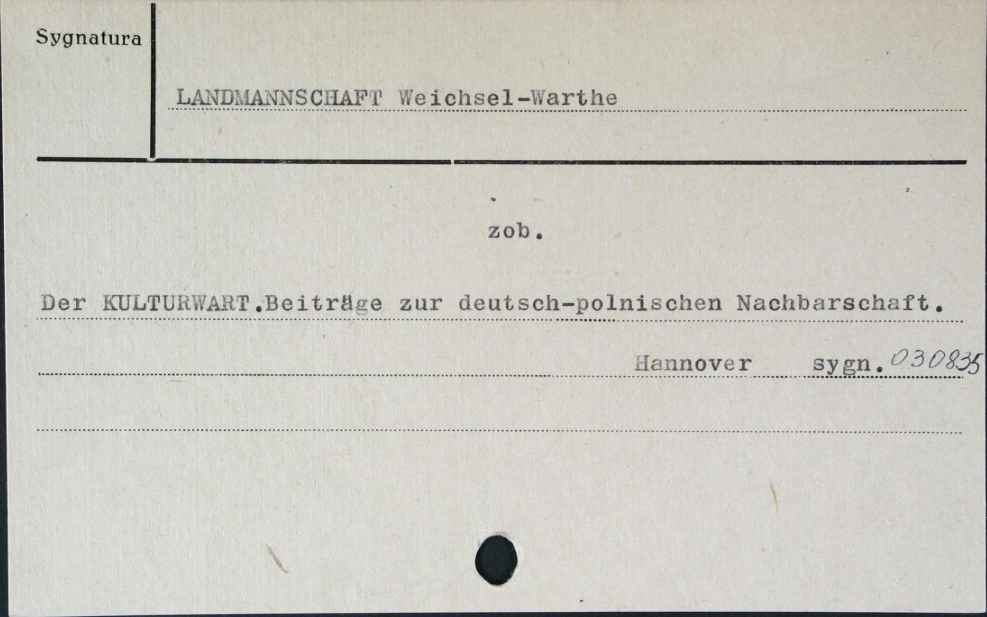 Sygnatura
LANDMANNSCHAFT Weichsel-Warthe
zob.
Der KULTURWART.Beiträge zur deutsch-polnischen Nachbarschaft.
Hannover sygn. 030835